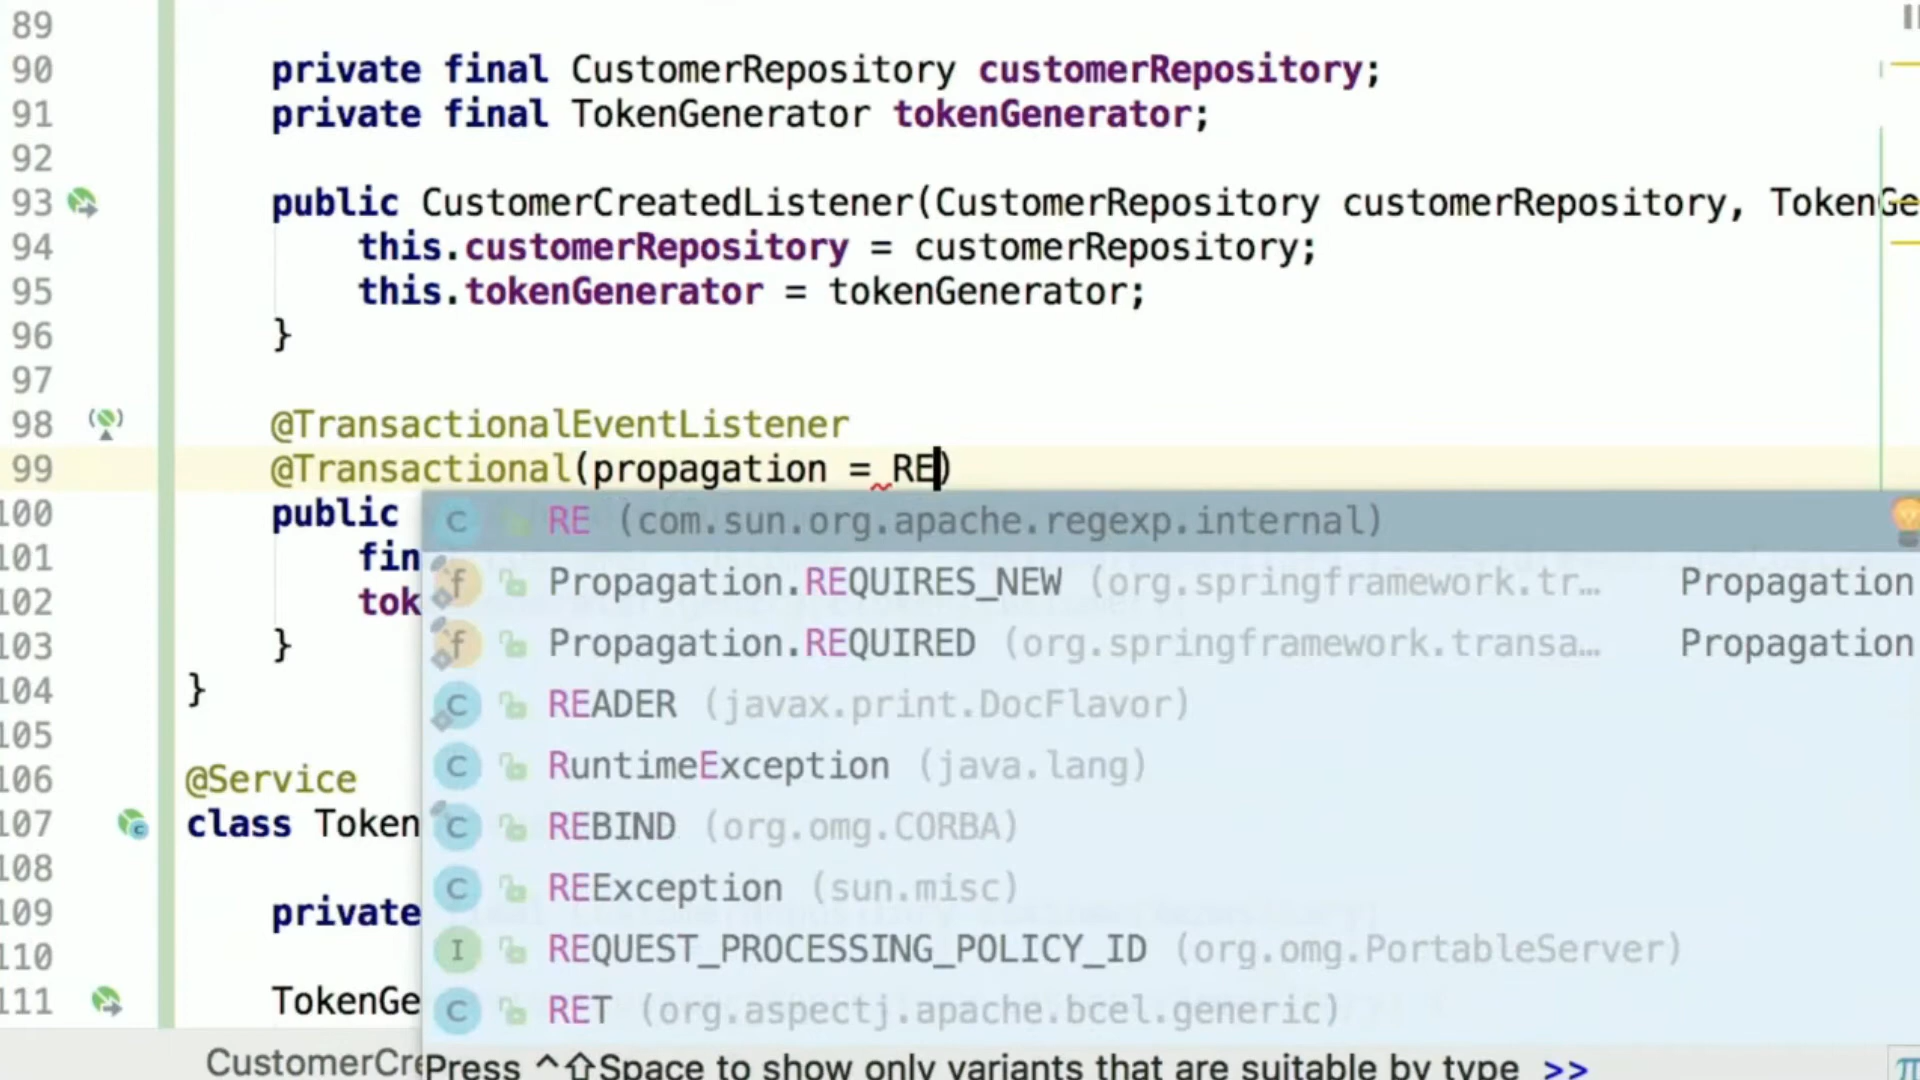 89
90 private final CustomerRepository customerRepository;
91 private final TokenGenerator tokenGenerator;
92
93 public CustomerCreatedListener(CustomerRepository customerRepository, TokenGe
94 this.customerRepository = customerRepository;
95 this.tokenGenerator = tokenGenerator;
96 }
97
98 @TransactionalEventListener
99 @Transactional(propagation = RE)
100 public
RE (com.sun.org.apache.regexp.internal)
101 fin
Propagation.REQUIRES_NEW (org.springframework.tr… Propagation
102 tok
103 }
Propagation.REQUIRED (org.springframework.transa… Propagation
104 }
READER (javax.print.DocFlavor)
105
106 @Service
RuntimeException (java.lang)
107 class Token
REBIND (org.omg.CORBA)
108
REException (sun.misc)
109 private
110
REQUEST_PROCESSING_POLICY_ID (org.omg.PortableServer)
111 TokenGe
RET (org.aspectj.apache.bcel.generic)
CustomerCre
Press ^⇧Space to show only variants that are suitable by type >>
π